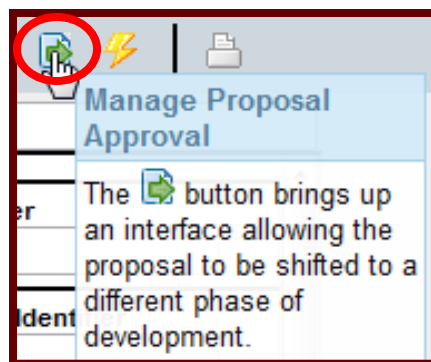 Manage Proposal
Approval
The button brings up
an interface allowing the
proposal to be shifted to a
different phase of
development.
er
Ident